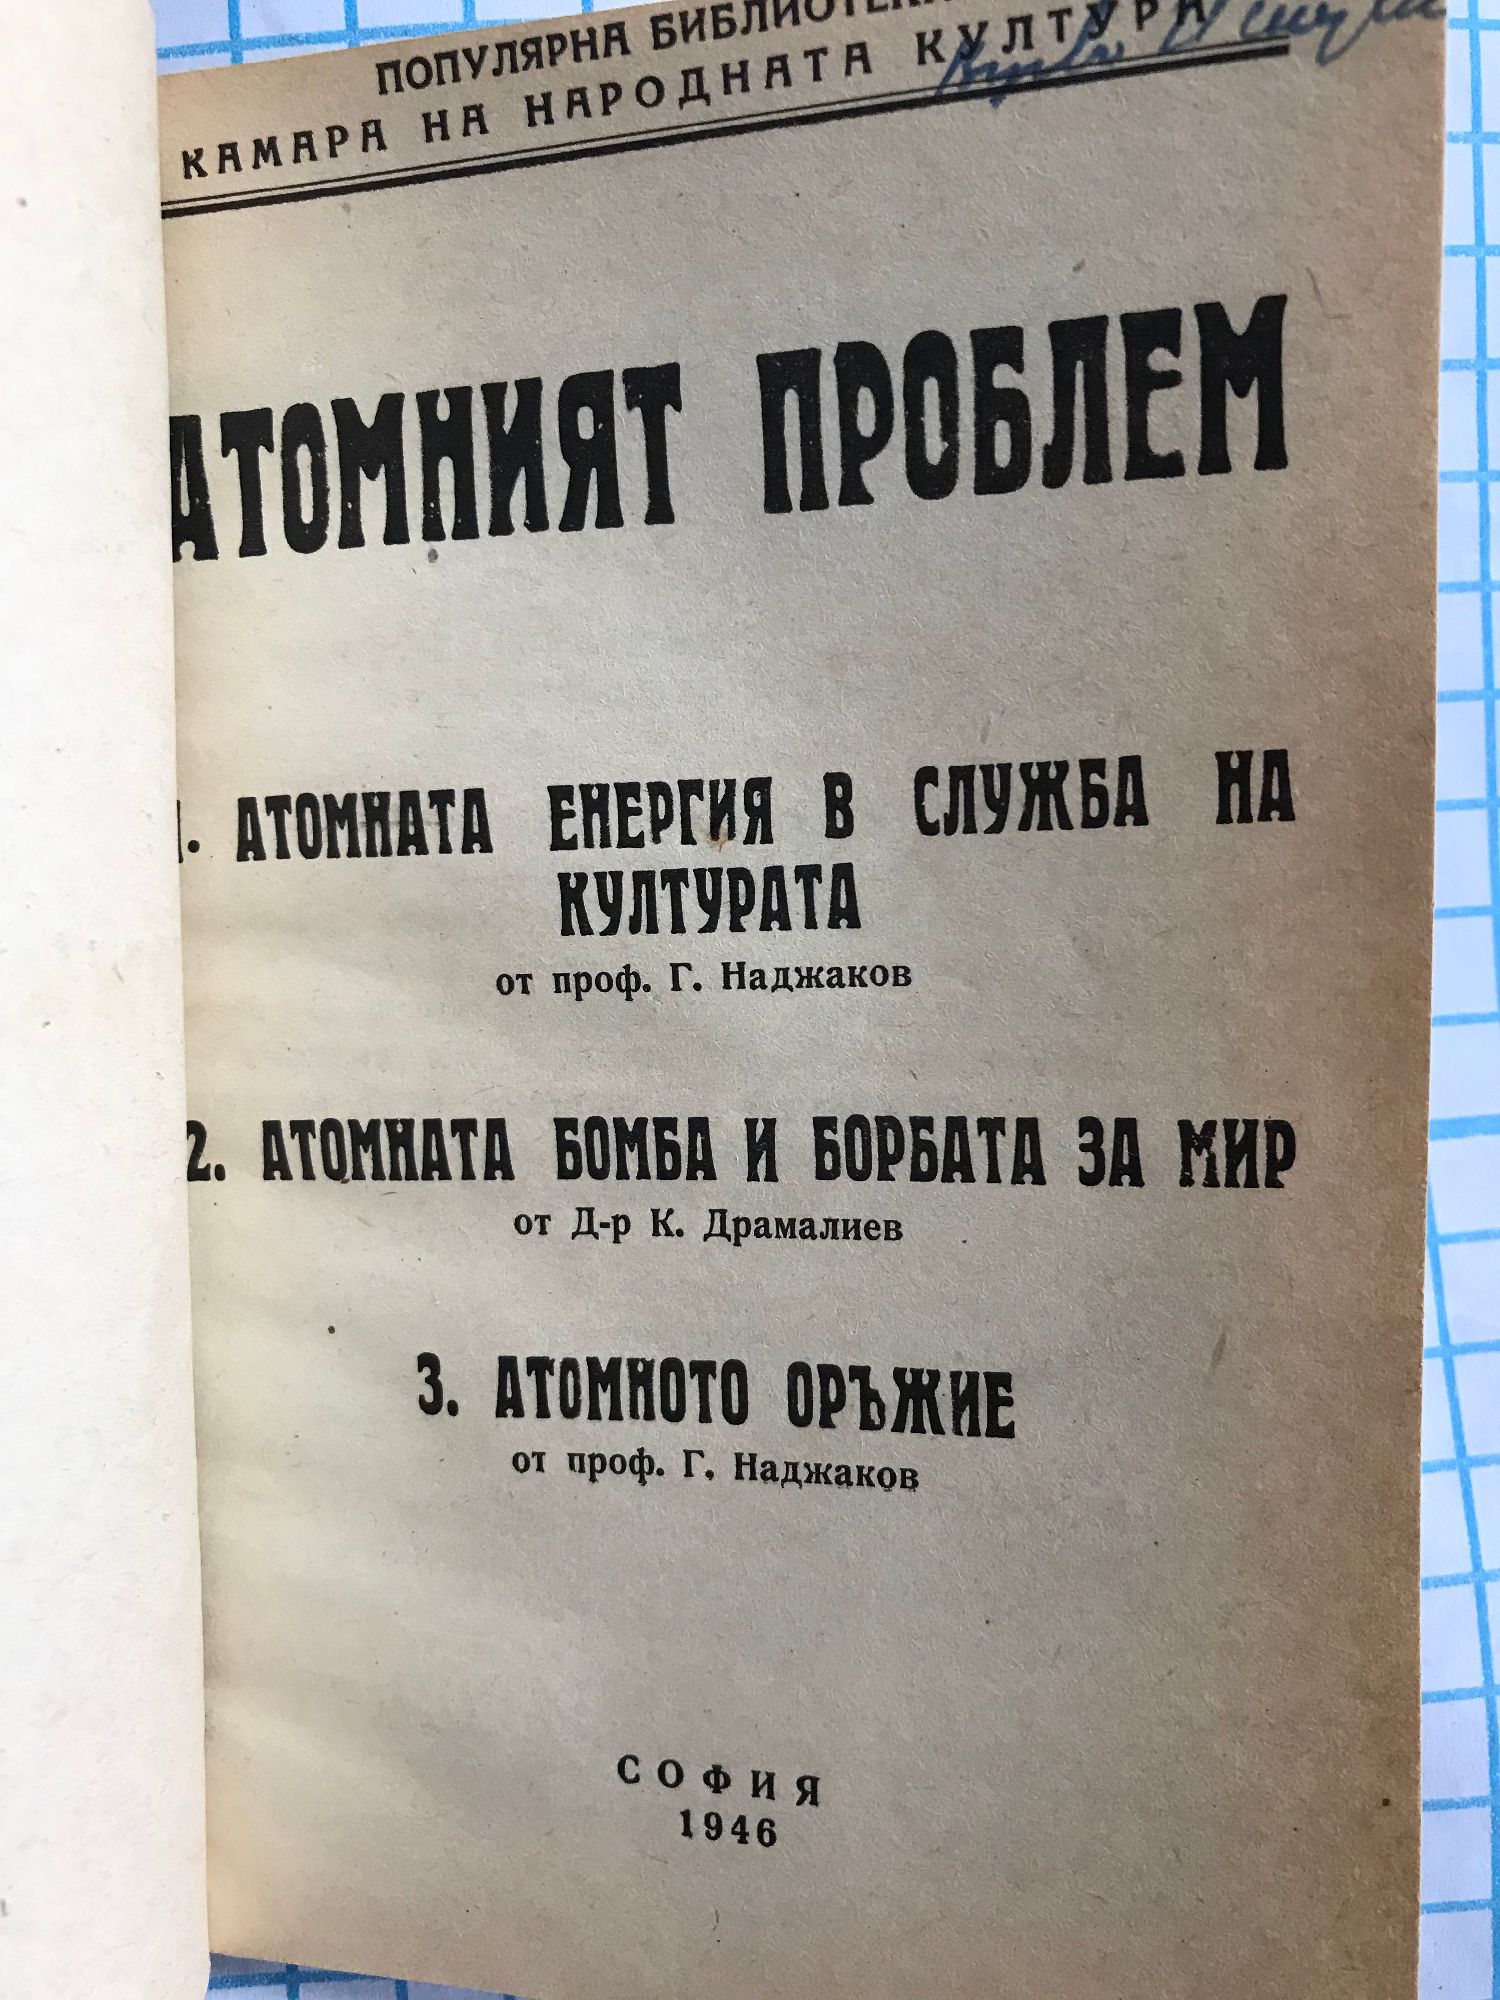 ПОПУЛЯРНА БИБЛИОТЕКА
КАМАРА НА НАРОДНАТА КУЛТУРА
АТОМНИЯТ ПРОБЛЕМ
1. АТОМНАТА ЕНЕРГИЯ В СЛУЖБА НА
КУЛТУРАТА
от проф. Г. Наджаков
2. АТОМНАТА БОМБА И БОРБАТА ЗА МИР
от Д-р К. Драмалиев
3. АТОМНОТО ОРЪЖИЕ
от проф. Г. Наджаков
СОФИЯ
1946